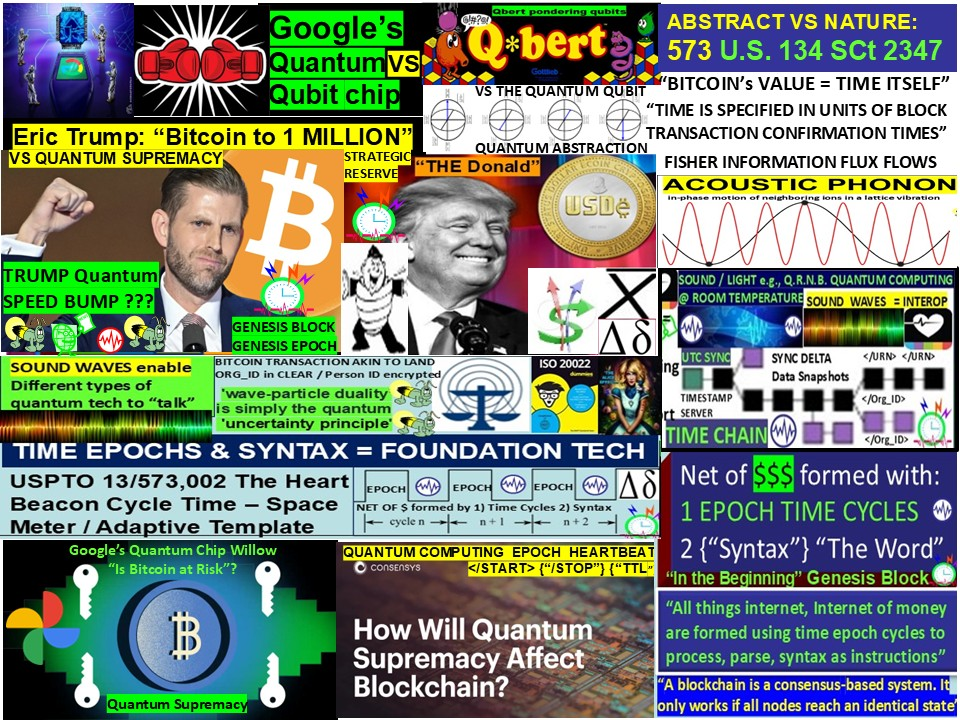 Google's
Quantum VS
Qubit chip
@!#?@!
Qbert pondering qubits
Q*bert
Gottlieb
VS THE QUANTUM QUBIT
QUANTUM ABSTRACTION
ABSTRACT VS NATURE:
573 U.S. 134 SCt 2347
"BITCOIN's VALUE = TIME ITSELF"
"TIME IS SPECIFIED IN UNITS OF BLOCK
TRANSACTION CONFIRMATION TIMES"
FISHER INFORMATION FLUX FLOWS
ACOUSTIC PHONON
in-phase motion of neighboring ions in a lattice vibration
Eric Trump: "Bitcoin to 1 MILLION"
VS QUANTUM SUPREMACY
STRATEGIC
RESERVE
"THE Donald"
USD
TRUMP Quantum
SPEED BUMP ???
GENESIS BLOCK
GENESIS EPOCH
$
X
Δδ
SOUND / LIGHT e.g., Q.R.N.B. QUANTUM COMPUTING
@ ROOM TEMPERATURE
SOUND WAVES = INTEROP
UTC SYNC
SYNC DELTA
</URN> </URN>
Data Snapshots
TIMESTAMP
SERVER
</Org_ID>
TIME CHAIN
</Org_ID>
SOUND WAVES enable
Different types of
quantum tech to "talk"
BITCOIN TRANSACTION AKIN TO LAND
ORG_ID in CLEAR / Person ID encrypted
'wave-particle duality
is simply the quantum
'uncertainty principle'
ISO 20022
dummies
TIME EPOCHS & SYNTAX = FOUNDATION TECH
USPTO 13/573,002 The Heart
Beacon Cycle Time – Space
Meter / Adaptive Template
EPOCH EPOCH EPOCH Δδ
NET OF $ formed by 1) Time Cycles 2) Syntax
cycle n n + 1 n + 2
Net of $$$ formed with:
1 EPOCH TIME CYCLES
2 {"Syntax"} "The Word"
"In the Beginning" Genesis Block
Google's Quantum Chip Willow
"Is Bitcoin at Risk"?
Quantum Supremacy
QUANTUM COMPUTING EPOCH HEARTBEAT
</START> {"/STOP"} {"TTL"
CONSENSYS
How Will Quantum
Supremacy Affect
Blockchain?
"All things internet, Internet of money
are formed using time epoch cycles to
process, parse, syntax as instructions"
"A blockchain is a consensus-based system. It
only works if all nodes reach an identical state"